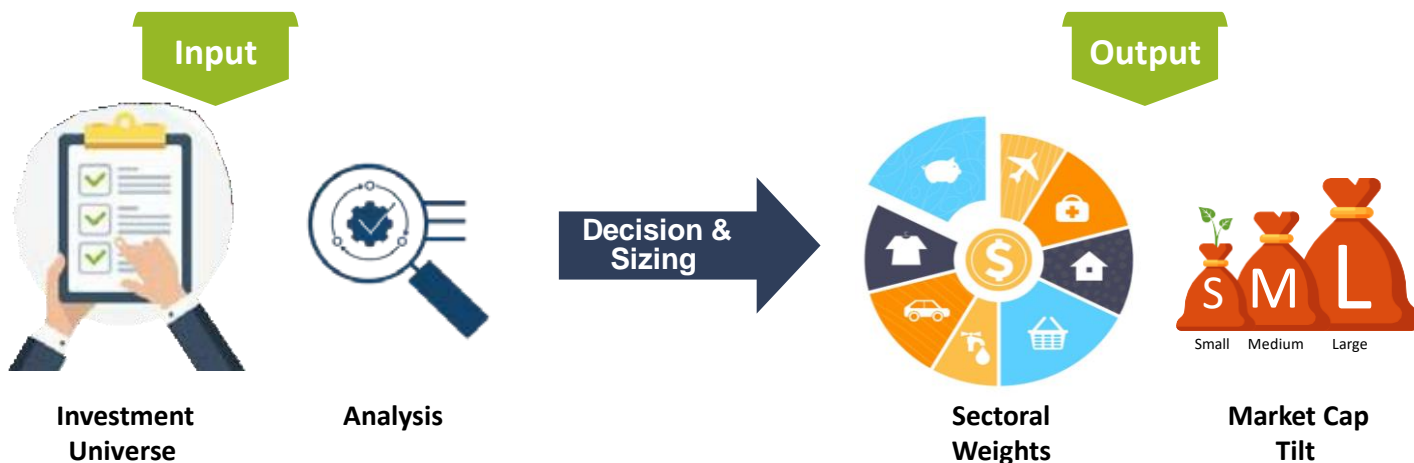 Input
Output
Decision &
Sizing
$
S
M
L
Small
Medium
Large
Investment
Universe
Analysis
Sectoral
Weights
Market Cap
Tilt